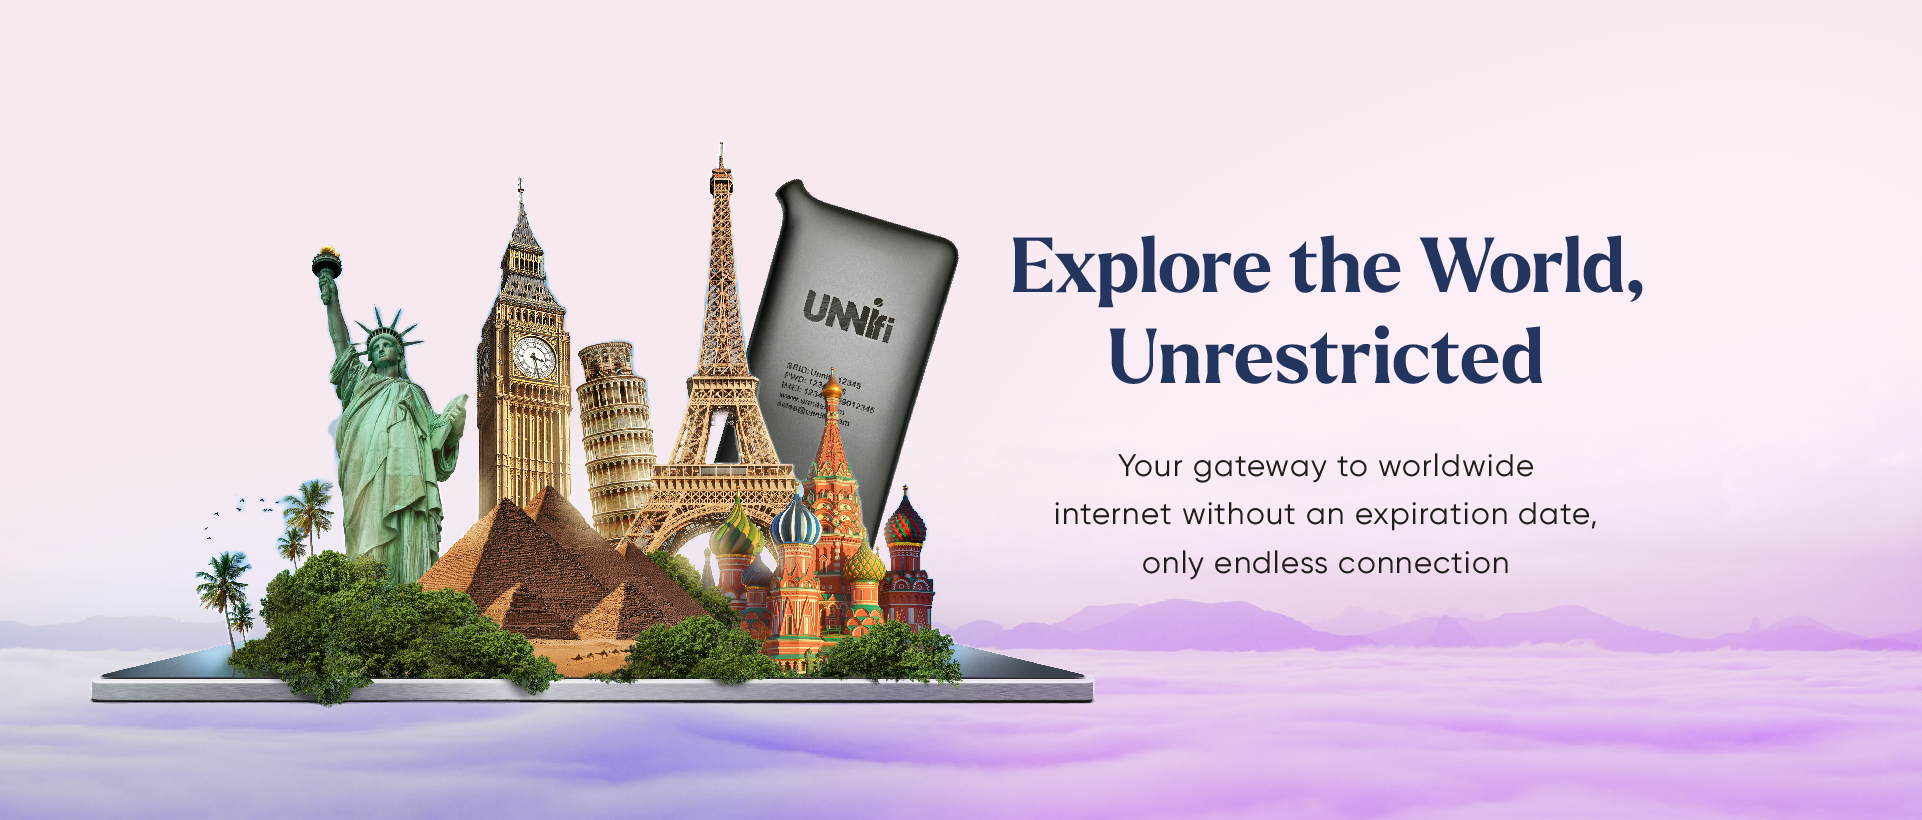 UNNIfi
Explore the World,
Unrestricted
Your gateway to worldwide
internet without an expiration date,
only endless connection